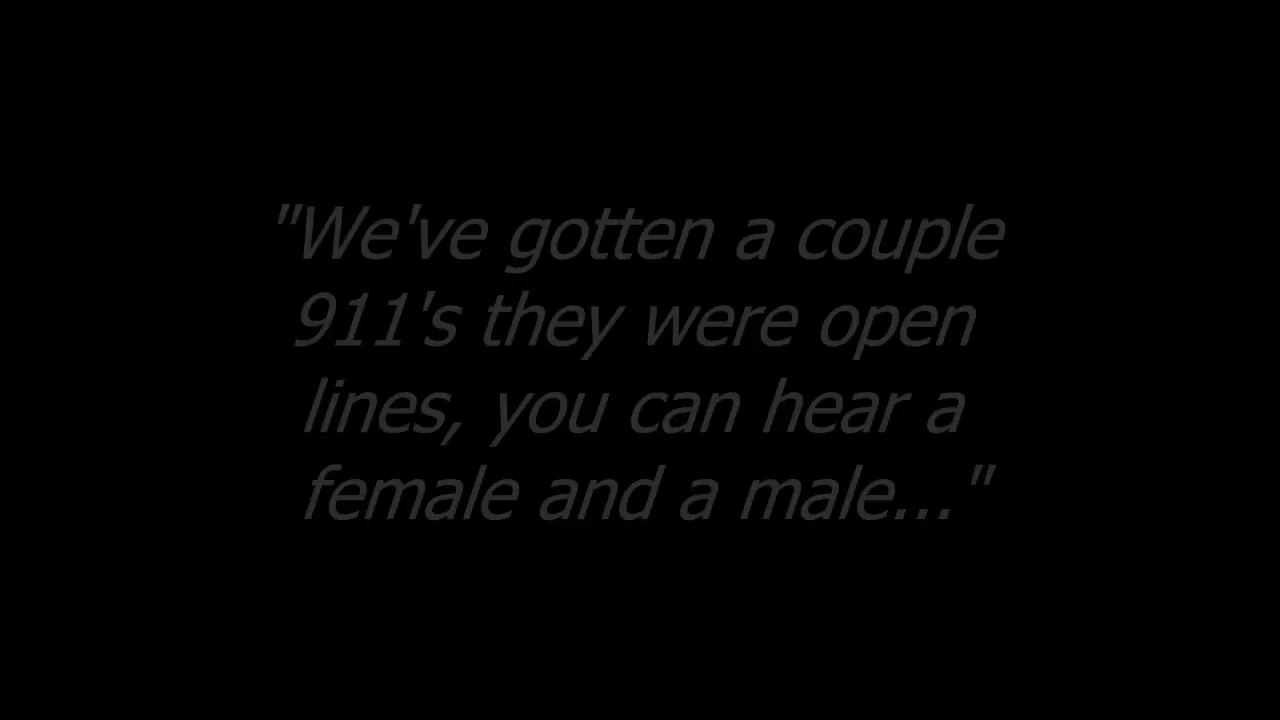 "We've gotten a couple
911's they were open
lines, you can hear a
female and a male..."